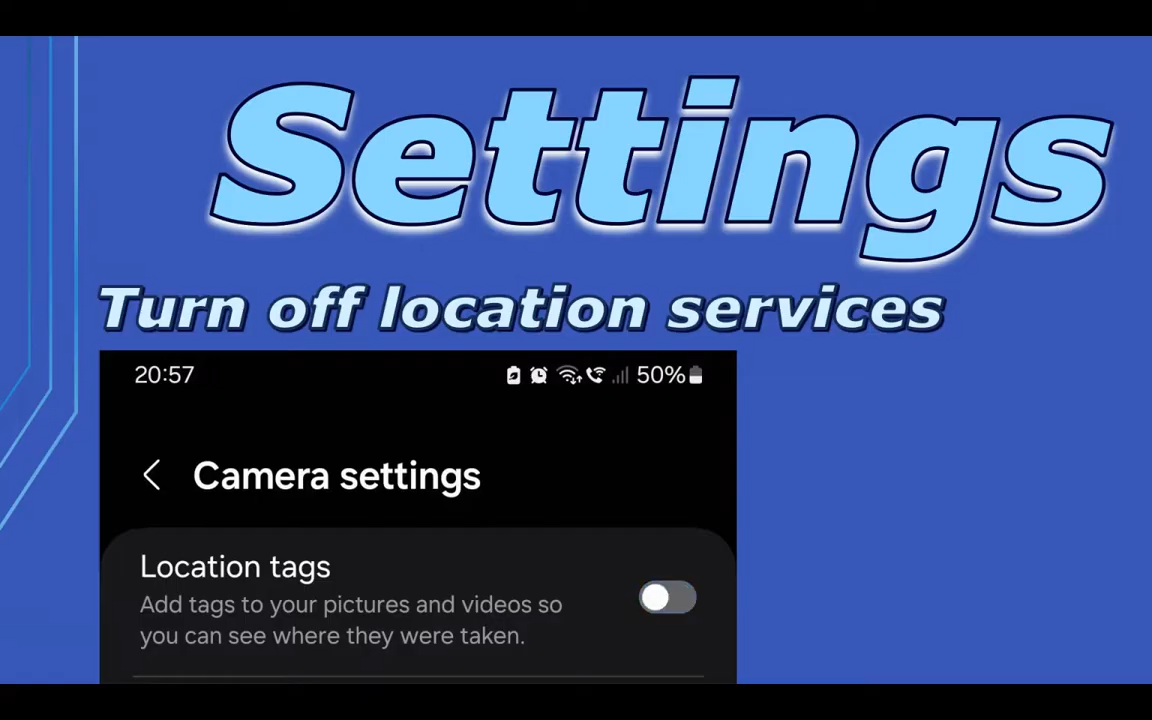 Settings
Turn off location services
20:57 50%
Camera settings
Location tags
Add tags to your pictures and videos so
you can see where they were taken.